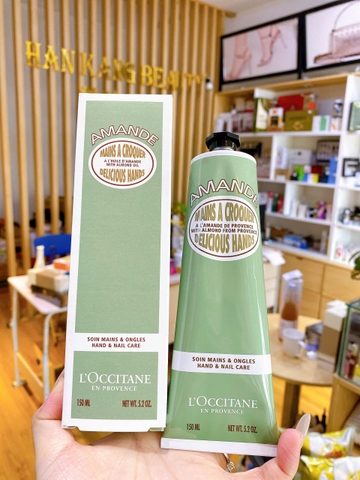 HAN KANG BEAUTY
AMANDE
MAINS A CROQUER
A L'HUILE D'AMANDE
WITH ALMOND OIL
DELICIOUS HANDS
SOIN MAINS & ONGLES
HAND & NAIL CARE
L'OCCITANE
EN PROVENCE
150 ML NET WT. 5.2 OZ.
AMANDE
MAINS A CROQUER
A L'AMANDE DE PROVENCE
WITH ALMOND FROM PROVENCE
DELICIOUS HANDS
SOIN MAINS & ONGLES
HAND & NAIL CARE
L'OCCITANE
EN PROVENCE
150 ML NET WT. 5.2 OZ.